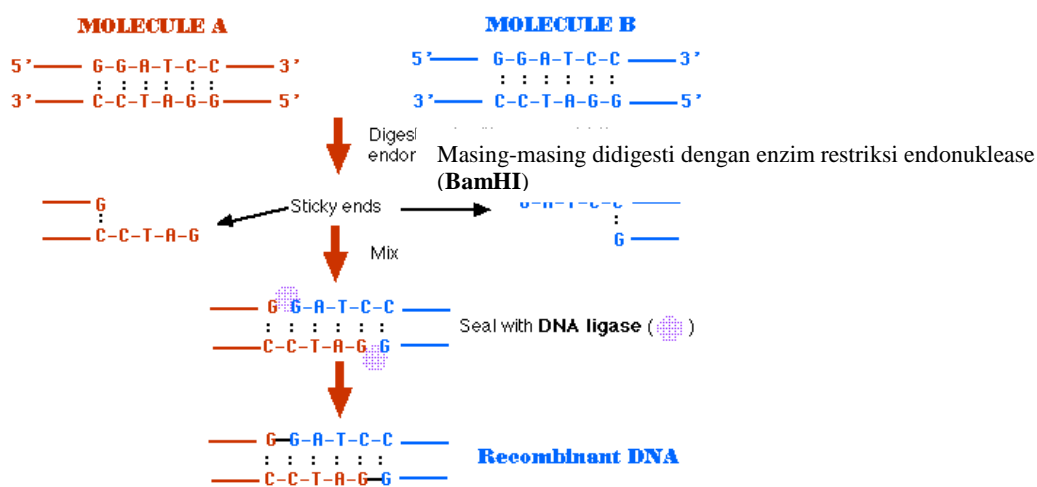 MOLECULE A
MOLECULE B
5' G-G-A-T-C-C 3'
5' G-G-A-T-C-C 3'
3' C-C-T-A-G-G 5'
3' C-C-T-A-G-G 5'
Masing-masing didigesti dengan enzim restriksi endonuklease
(BamHI)
G
Sticky ends
G-A-T-C-C
C-C-T-A-G
G
Mix
G G-A-T-C-C
Seal with DNA ligase ( )
C-C-T-A-G G
G-G-A-T-C-C
Recombinant DNA
C-C-T-A-G-G